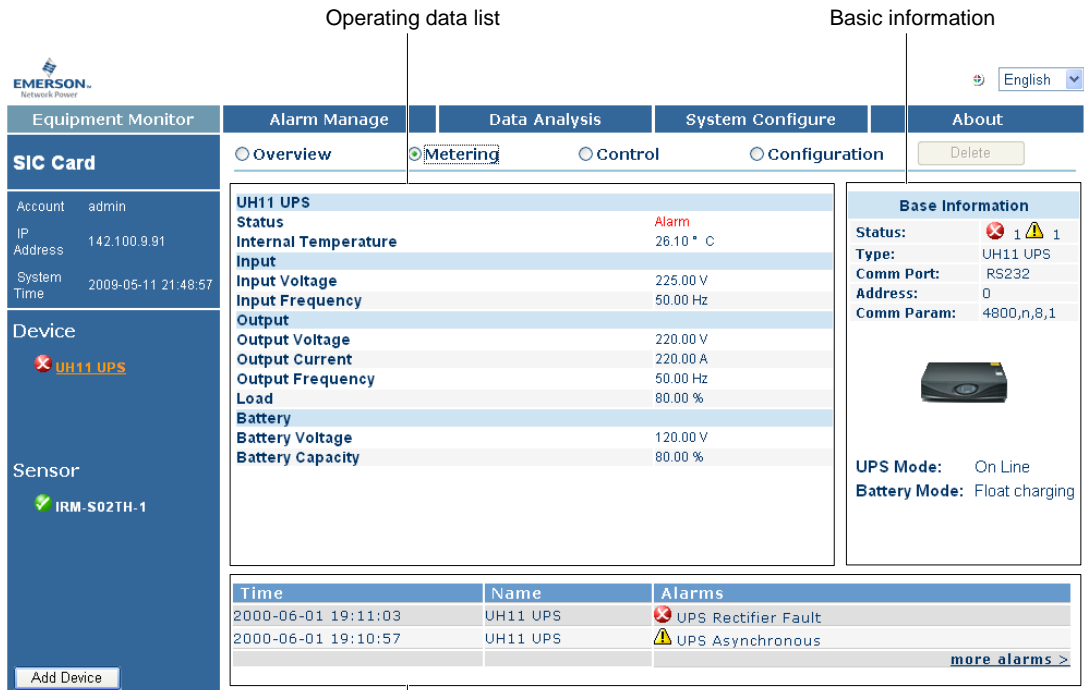 Operating data list Basic information
EMERSON™
Network Power
English
Equipment Monitor Alarm Manage Data Analysis System Configure About
SIC Card
Overview Metering Control Configuration Delete
Account admin
IP Address 142.100.9.91
System Time 2009-05-11 21:48:57
Device
UH11 UPS
Sensor
IRM-S02TH-1
Add Device
UH11 UPS
Status Alarm
Internal Temperature 26.10 ° C
Input
Input Voltage 225.00 V
Input Frequency 50.00 Hz
Output
Output Voltage 220.00 V
Output Current 220.00 A
Output Frequency 50.00 Hz
Load 80.00 %
Battery
Battery Voltage 120.00 V
Battery Capacity 80.00 %
Base Information
Status: 1 1
Type: UH11 UPS
Comm Port: RS232
Address: 0
Comm Param: 4800,n,8,1
UPS Mode: On Line
Battery Mode: Float charging
Time Name Alarms
2000-06-01 19:11:03 UH11 UPS UPS Rectifier Fault
2000-06-01 19:10:57 UH11 UPS UPS Asynchronous
more alarms >